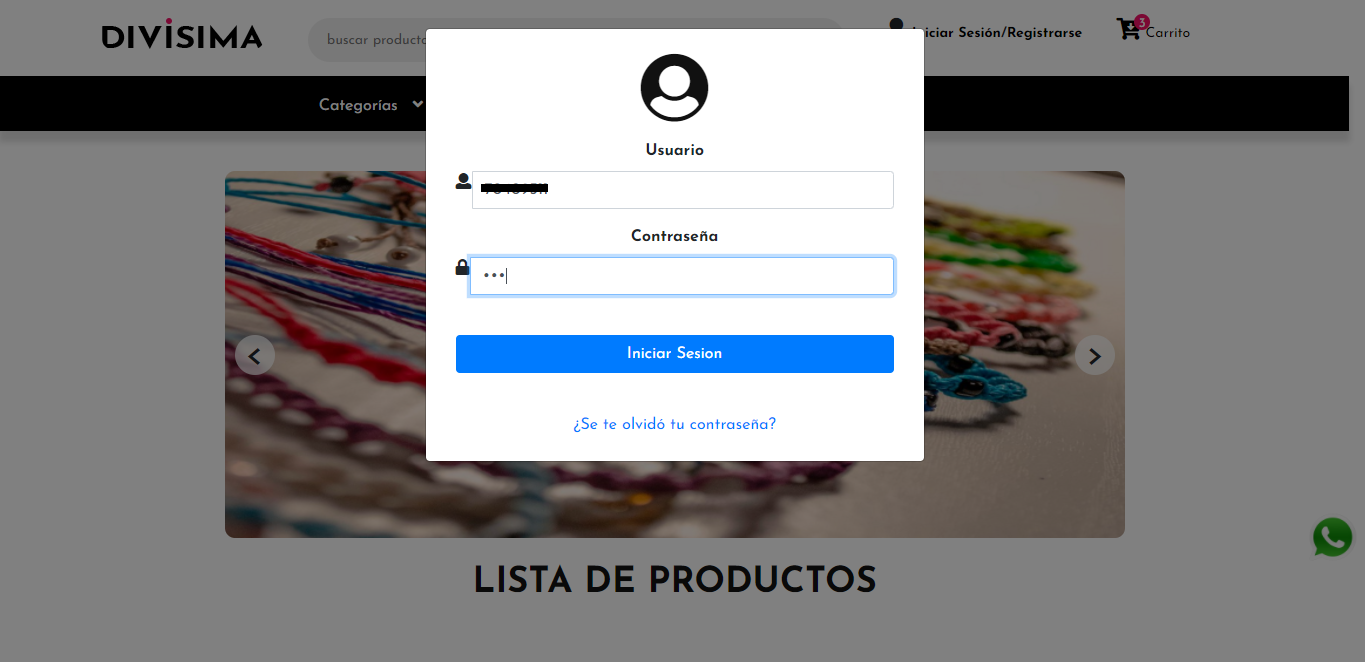 DIVISIMA
buscar producto
Iniciar Sesión/Registrarse
3
Carrito
Categorías
Usuario
Contraseña
•••
Iniciar Sesion
¿Se te olvidó tu contraseña?
LISTA DE PRODUCTOS